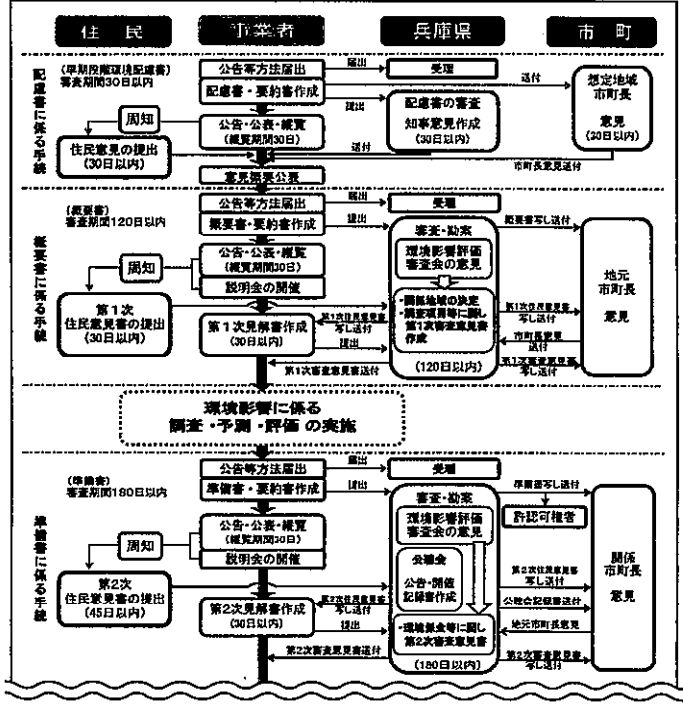 住民
事業者
兵庫県
市町
配慮書に係る手続
(早期段階環境配慮書)
審査期間30日以内
公告等方法届出
届出
受理
配慮書・要約書作成
提出
送付
配慮書の審査
知事意見作成
(30日以内)
想定地域
市町長
意見
(20日以内)
周知
公告・公表・縦覧
(縦覧期間30日)
住民意見の提出
(30日以内)
送付
市町長意見送付
意見概要公表
概要書に係る手続
(概要書)
審査期間120日以内
公告等方法届出
届出
受理
概要書・要約書作成
提出
審査・勘案
概要書写し送付
環境影響評価
審査会の意見
公告・公表・縦覧
(縦覧期間30日)
周知
説明会の開催
地元
市町長
意見
第1次
住民意見書の提出
(30日以内)
第1次見解書作成
(30日以内)
第1次住民意見書
写し送付
提出
・関係地域の決定
・調査項目等に関し
第1次審査意見書
作成
(120日以内)
第1次住民意見書
写し送付
市町長意見
送付
第1次審査意見書
写し送付
第1次審査意見書送付
環境影響に係る
調査・予測・評価の実施
準備書に係る手続
(準備書)
審査期間180日以内
公告等方法届出
届出
受理
準備書・要約書作成
提出
審査・勘案
準備書写し送付
許認可権者
環境影響評価
審査会の意見
公告・公表・縦覧
(縦覧期間30日)
周知
説明会の開催
公聴会
公告・開催
記録書作成
関係
市町長
意見
第2次
住民意見書の提出
(45日以内)
第2次見解書作成
(30日以内)
第2次住民意見書
写し送付
提出
第2次住民意見書
写し送付
公聴会記録書送付
・環境保全等に関し
第2次審査意見書
(180日以内)
地元市町長意見
第2次審査意見書送付
第2次審査意見書
写し送付